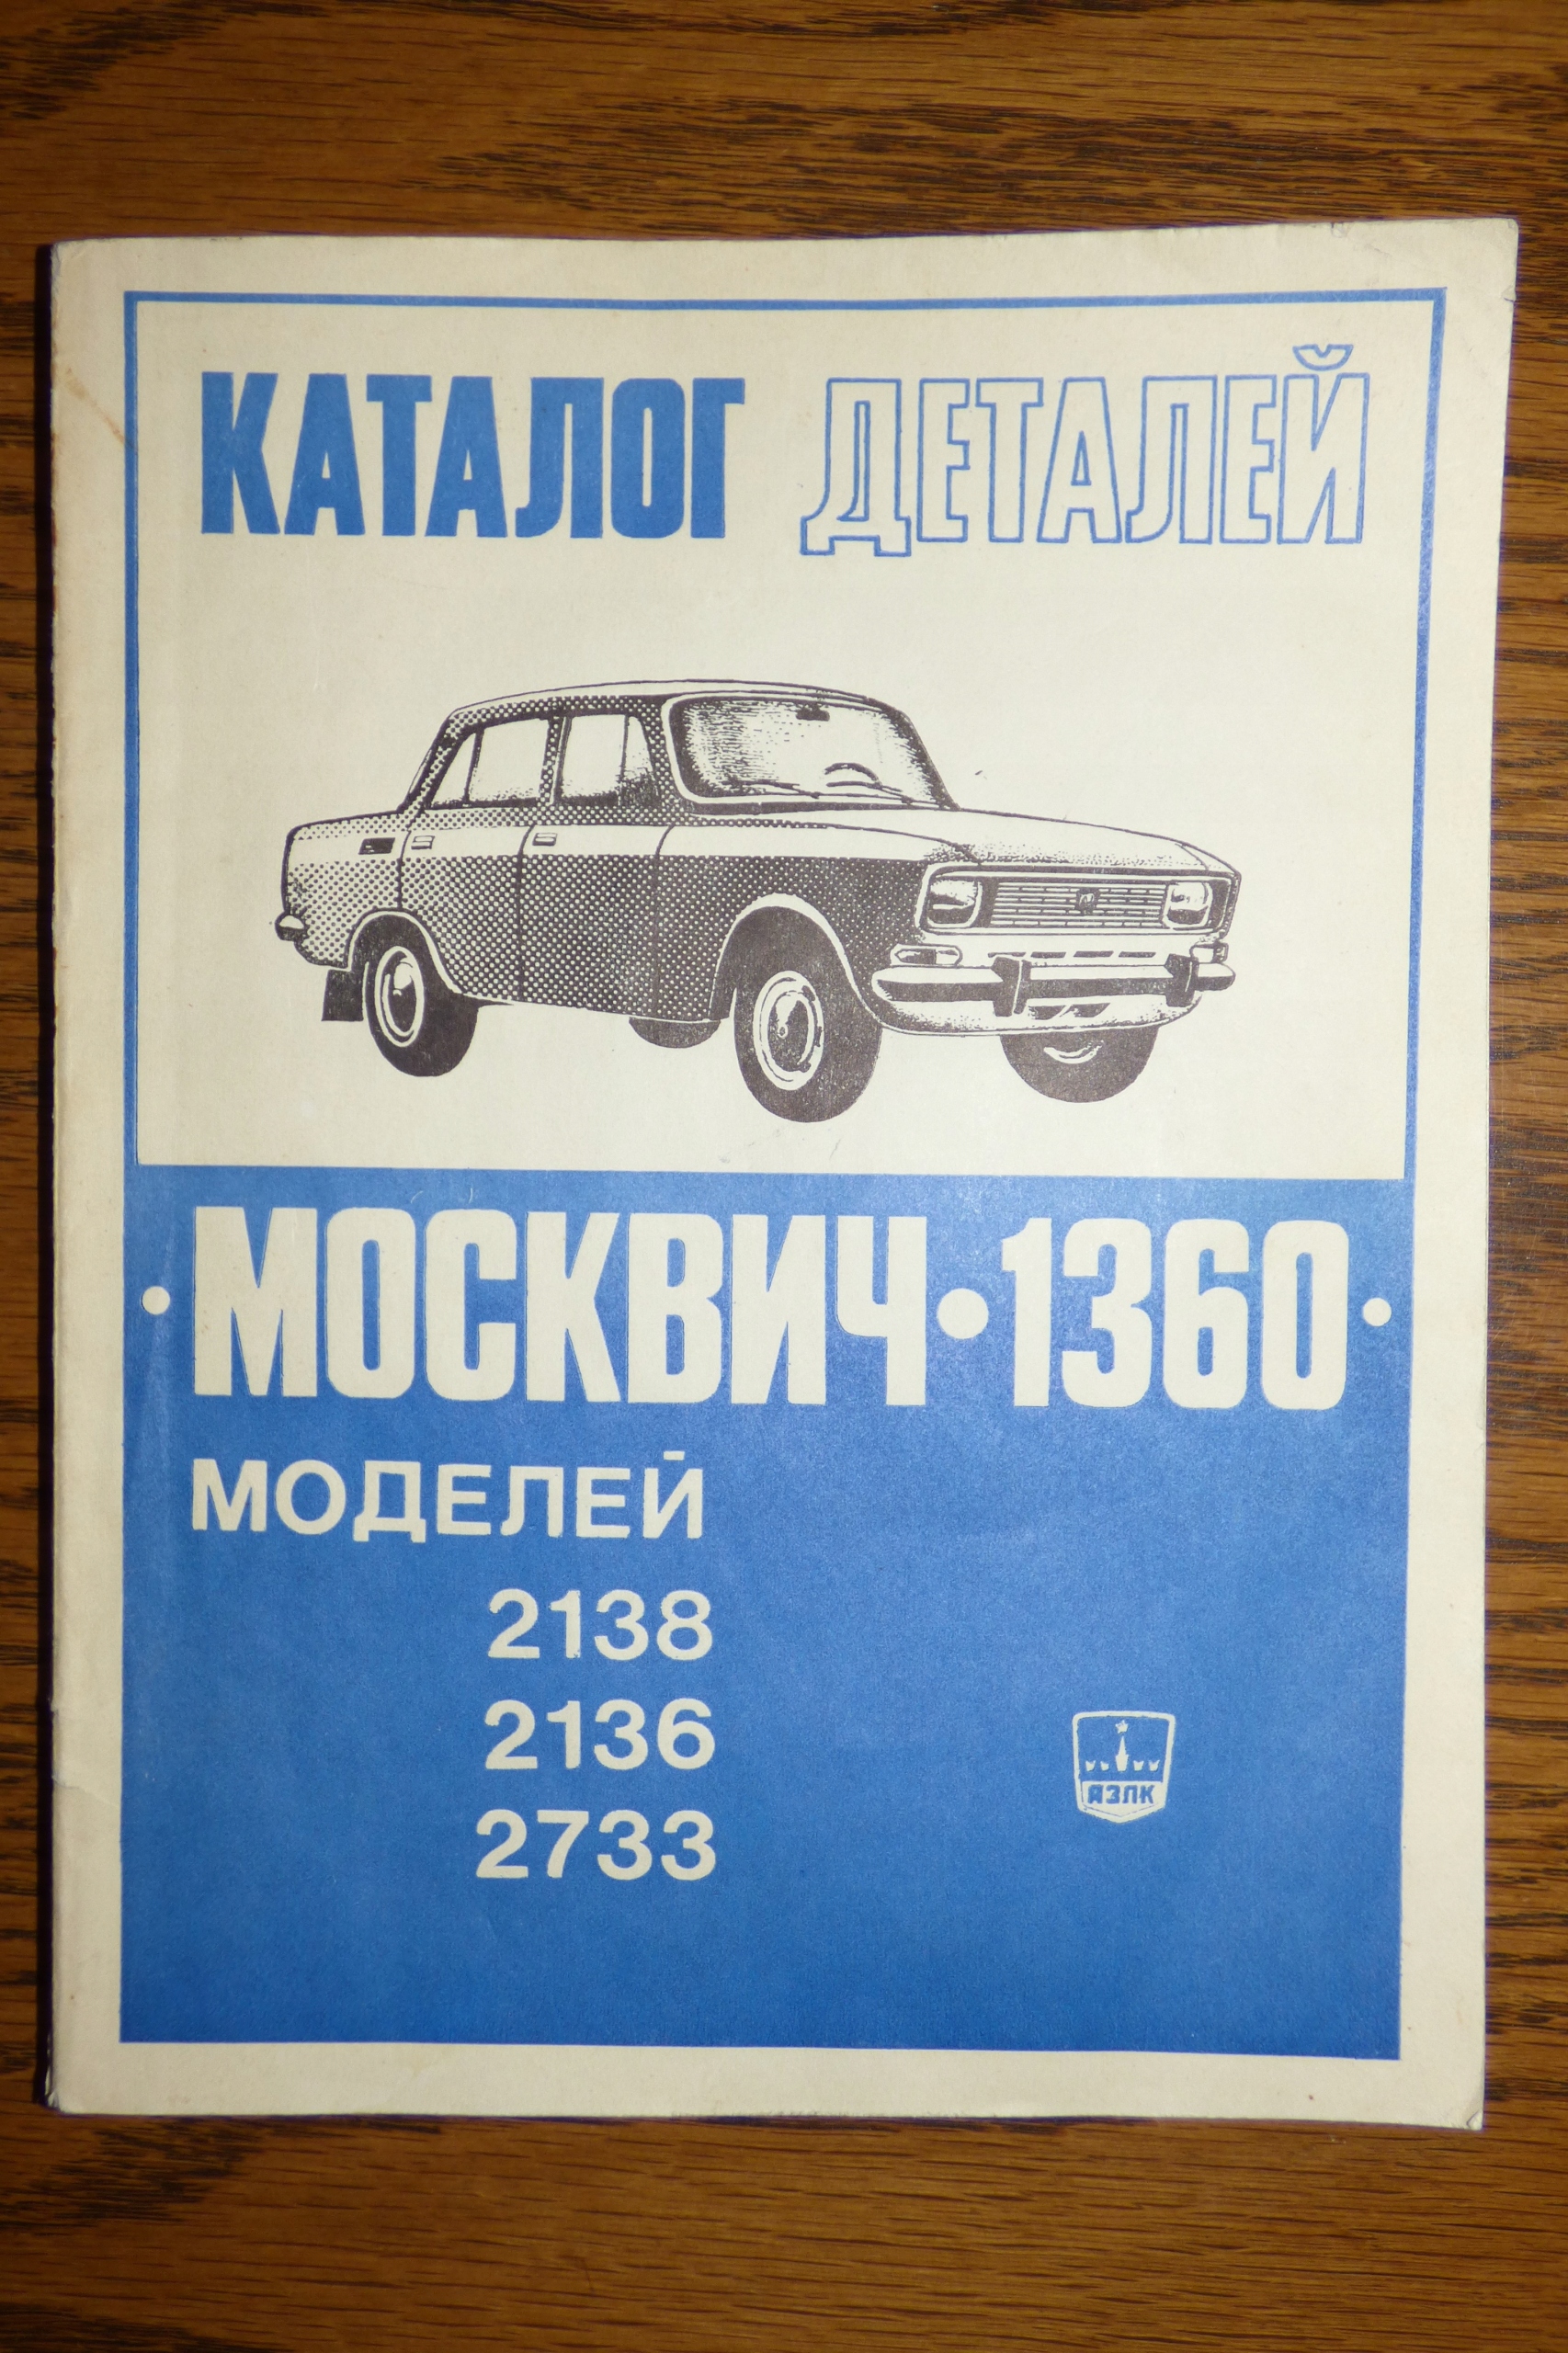 КАТАЛОГ ДЕТАЛЕЙ
•МОСКВИЧ•1360•
МОДЕЛЕЙ
2138
2136
2733
АЗЛК